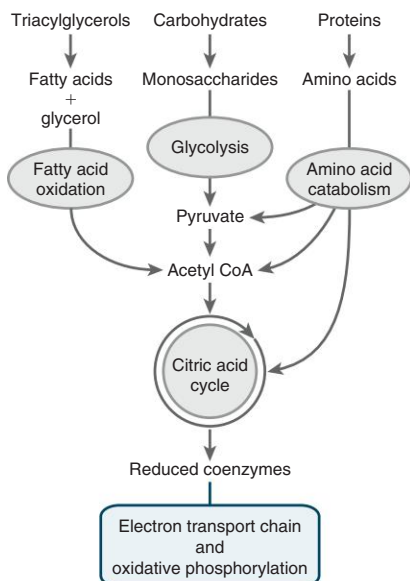 Triacylglycerols
Carbohydrates
Proteins
Fatty acids
+
glycerol
Monosaccharides
Amino acids
Fatty acid
oxidation
Glycolysis
Amino acid
catabolism
Pyruvate
Acetyl CoA
Citric acid
cycle
Reduced coenzymes
Electron transport chain
and
oxidative phosphorylation